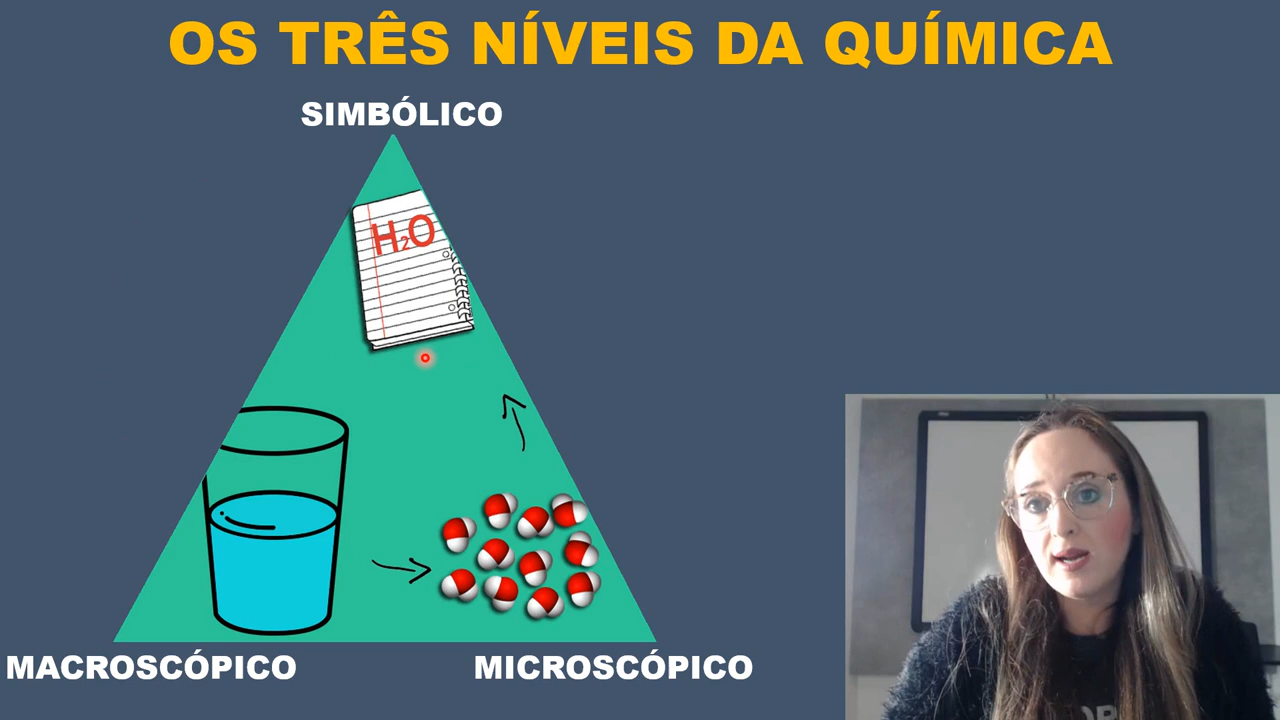 OS TRÊS NÍVEIS DA QUÍMICA
SIMBÓLICO
H₂O
MACROSCÓPICO
MICROSCÓPICO